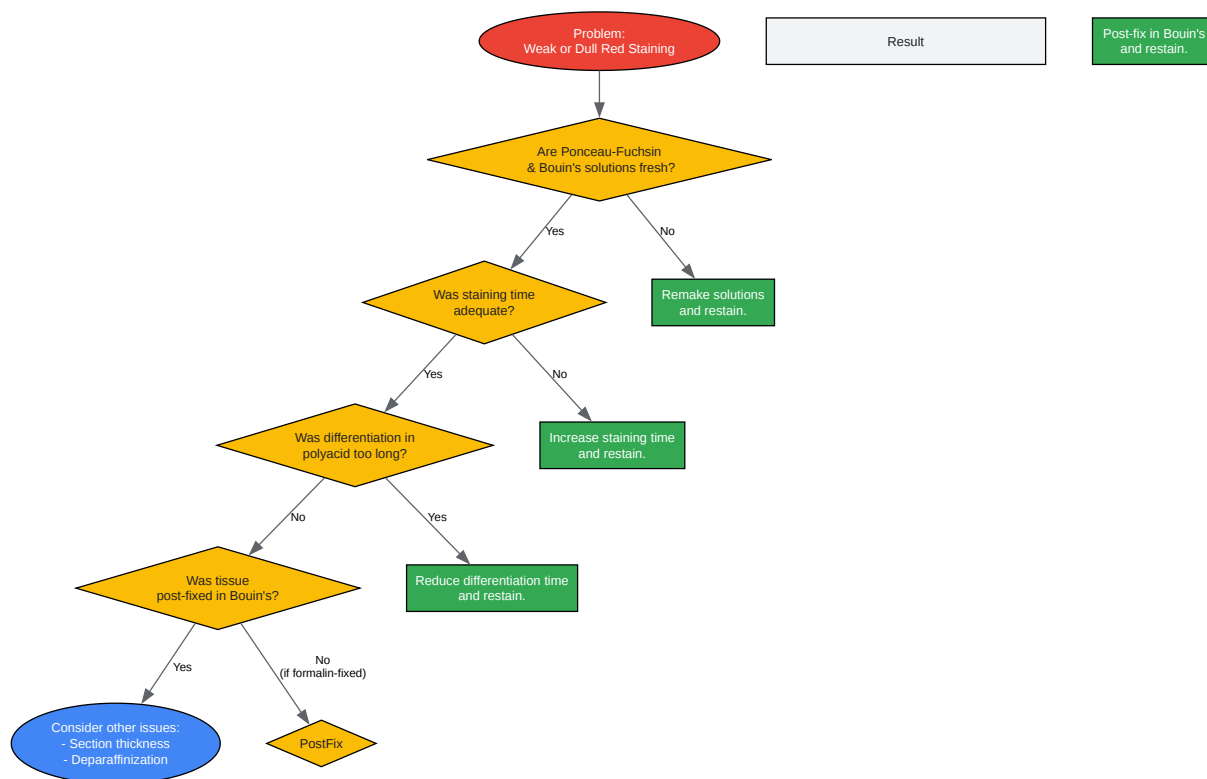 Problem:
Weak or Dull Red Staining
Result
Post-fix in Bouin's
and restain.
Are Ponceau-Fuchsin
& Bouin's solutions fresh?
Yes
No
Was staining time
adequate?
Remake solutions
and restain.
Yes
No
Was differentiation in
polyacid too long?
Increase staining time
and restain.
No
Yes
Was tissue
post-fixed in Bouin's?
Reduce differentiation time
and restain.
Yes
No
(if formalin-fixed)
Consider other issues:
- Section thickness
- Deparaffinization
PostFix